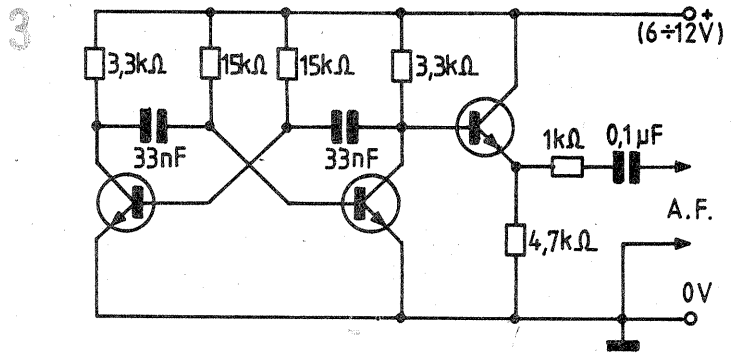 3
+
(6÷12V)
3,3kΩ
15kΩ
15kΩ
3,3kΩ
33nF
33nF
1kΩ
0,1µF
A.F.
4,7kΩ
0V